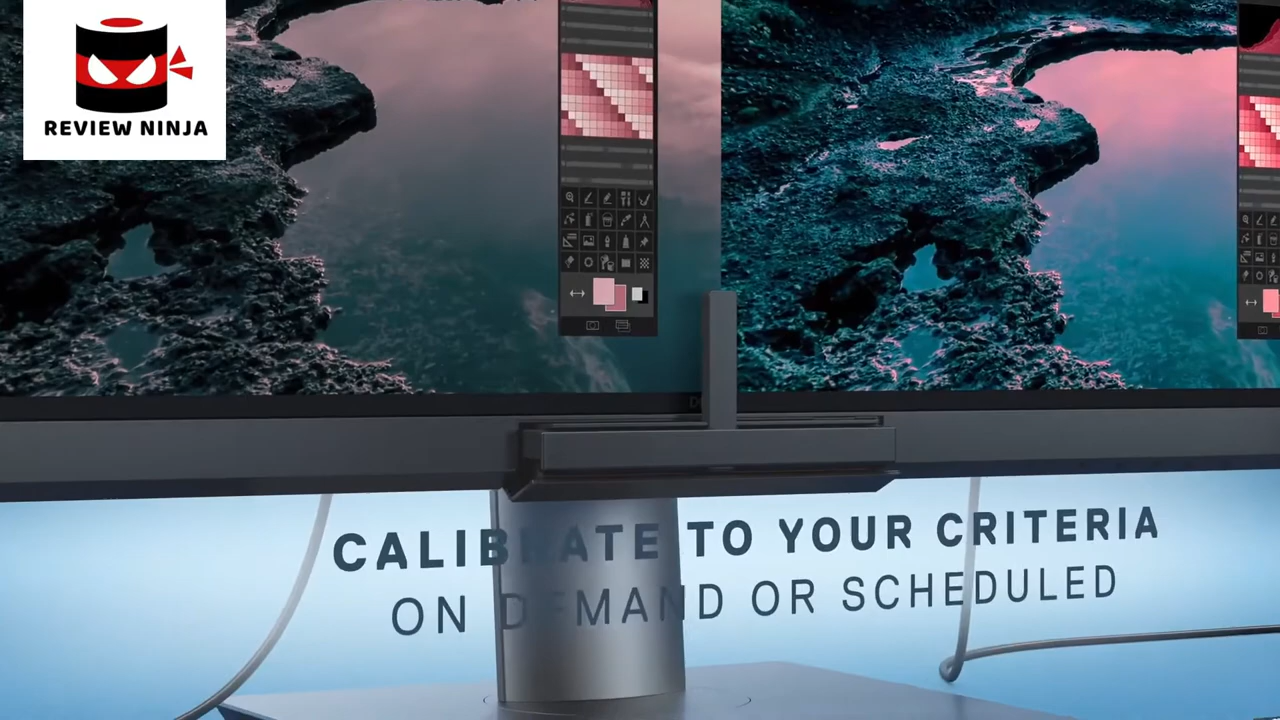 REVIEW NINJA
CALIBRATE TO YOUR CRITERIA
ON DEMAND OR SCHEDULED